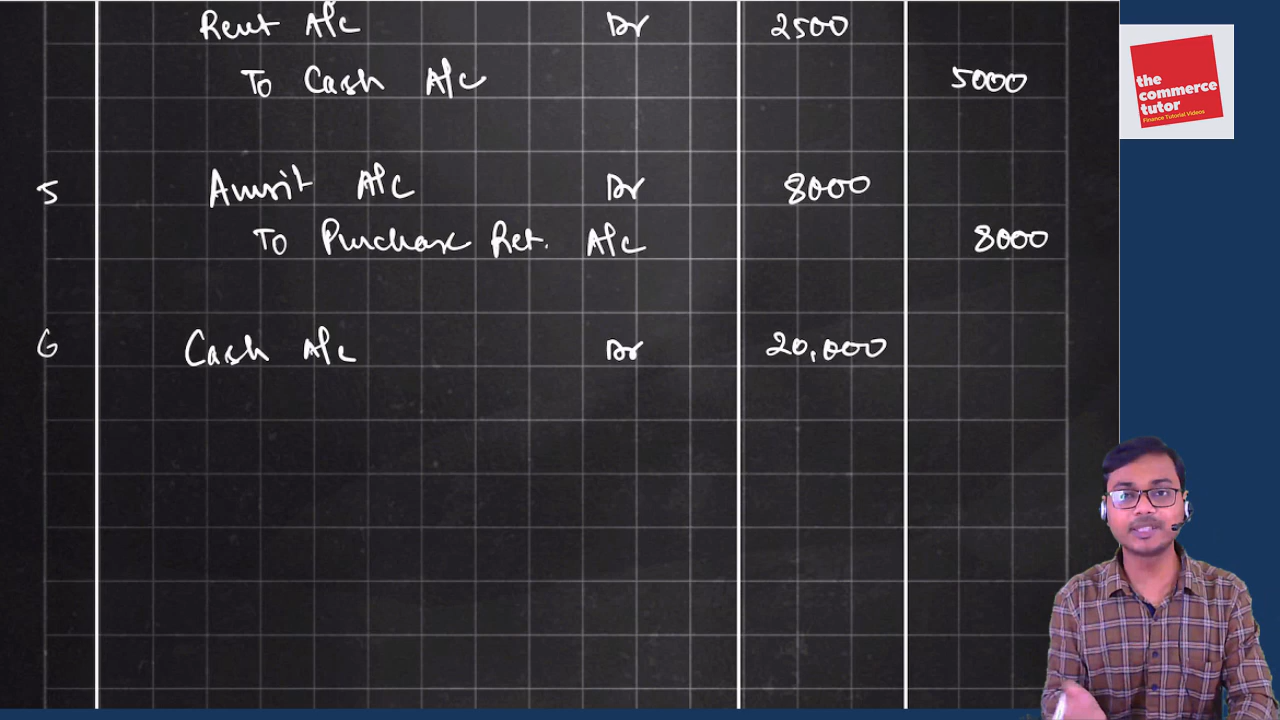 Rent A/c Dr 2500
To Cash A/c 5000
5 Amrit A/c Dr 8000
To Purchase Ret. A/c 8000
6 Cash A/c Dr 20,000
the
commerce
tutor
Finance Tutorial Videos